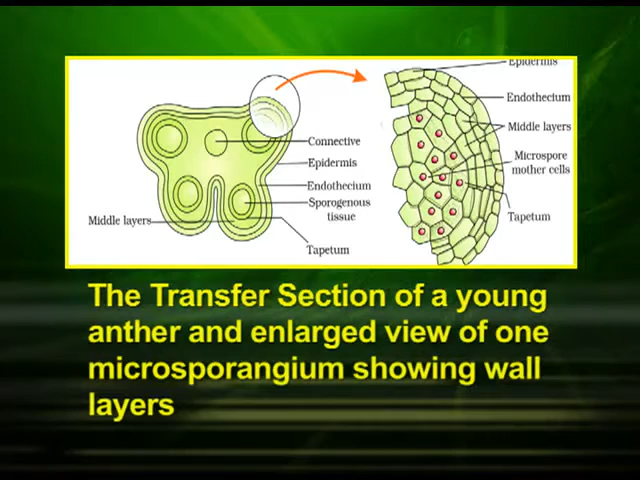 Connective
Epidermis
Endothecium
Sporogenous
tissue
Middle layers
Tapetum
Epidermis
Endothectum
Middle layers
Microspore
mother cells
Tapetum
The Transfer Section of a young
anther and enlarged view of one
microsporangium showing wall
layers